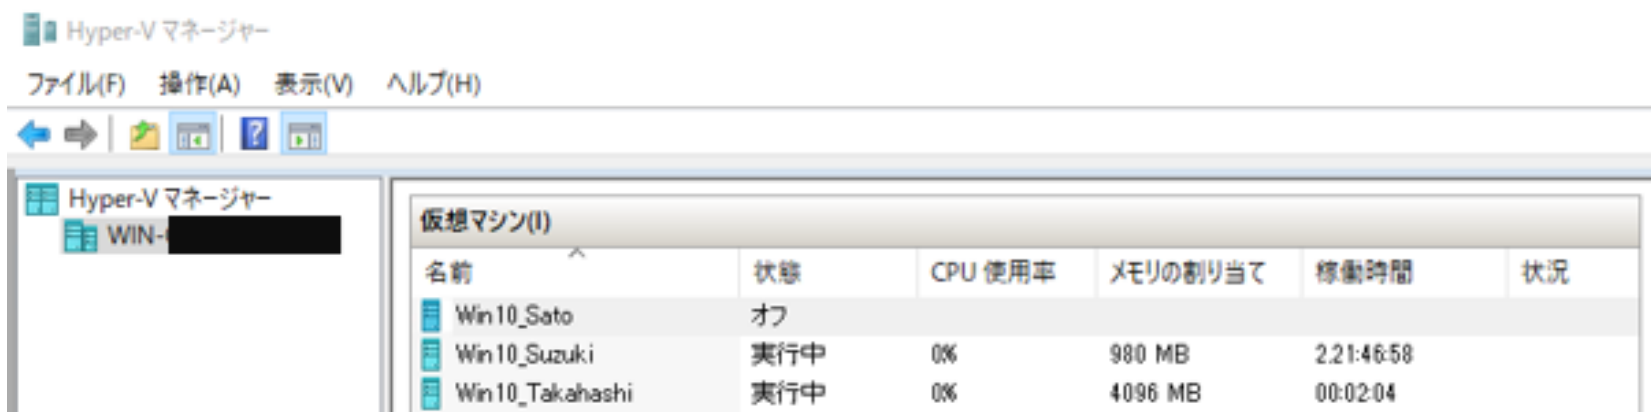 Hyper-V マネージャー
ファイル(F) 操作(A) 表示(V) ヘルプ(H)
Hyper-V マネージャー
WIN-
仮想マシン(I)
名前 状態 CPU 使用率 メモリの割り当て 稼働時間 状況
Win10_Sato オフ
Win10_Suzuki 実行中 0% 980 MB 2.21:46:58
Win10_Takahashi 実行中 0% 4096 MB 00:02:04